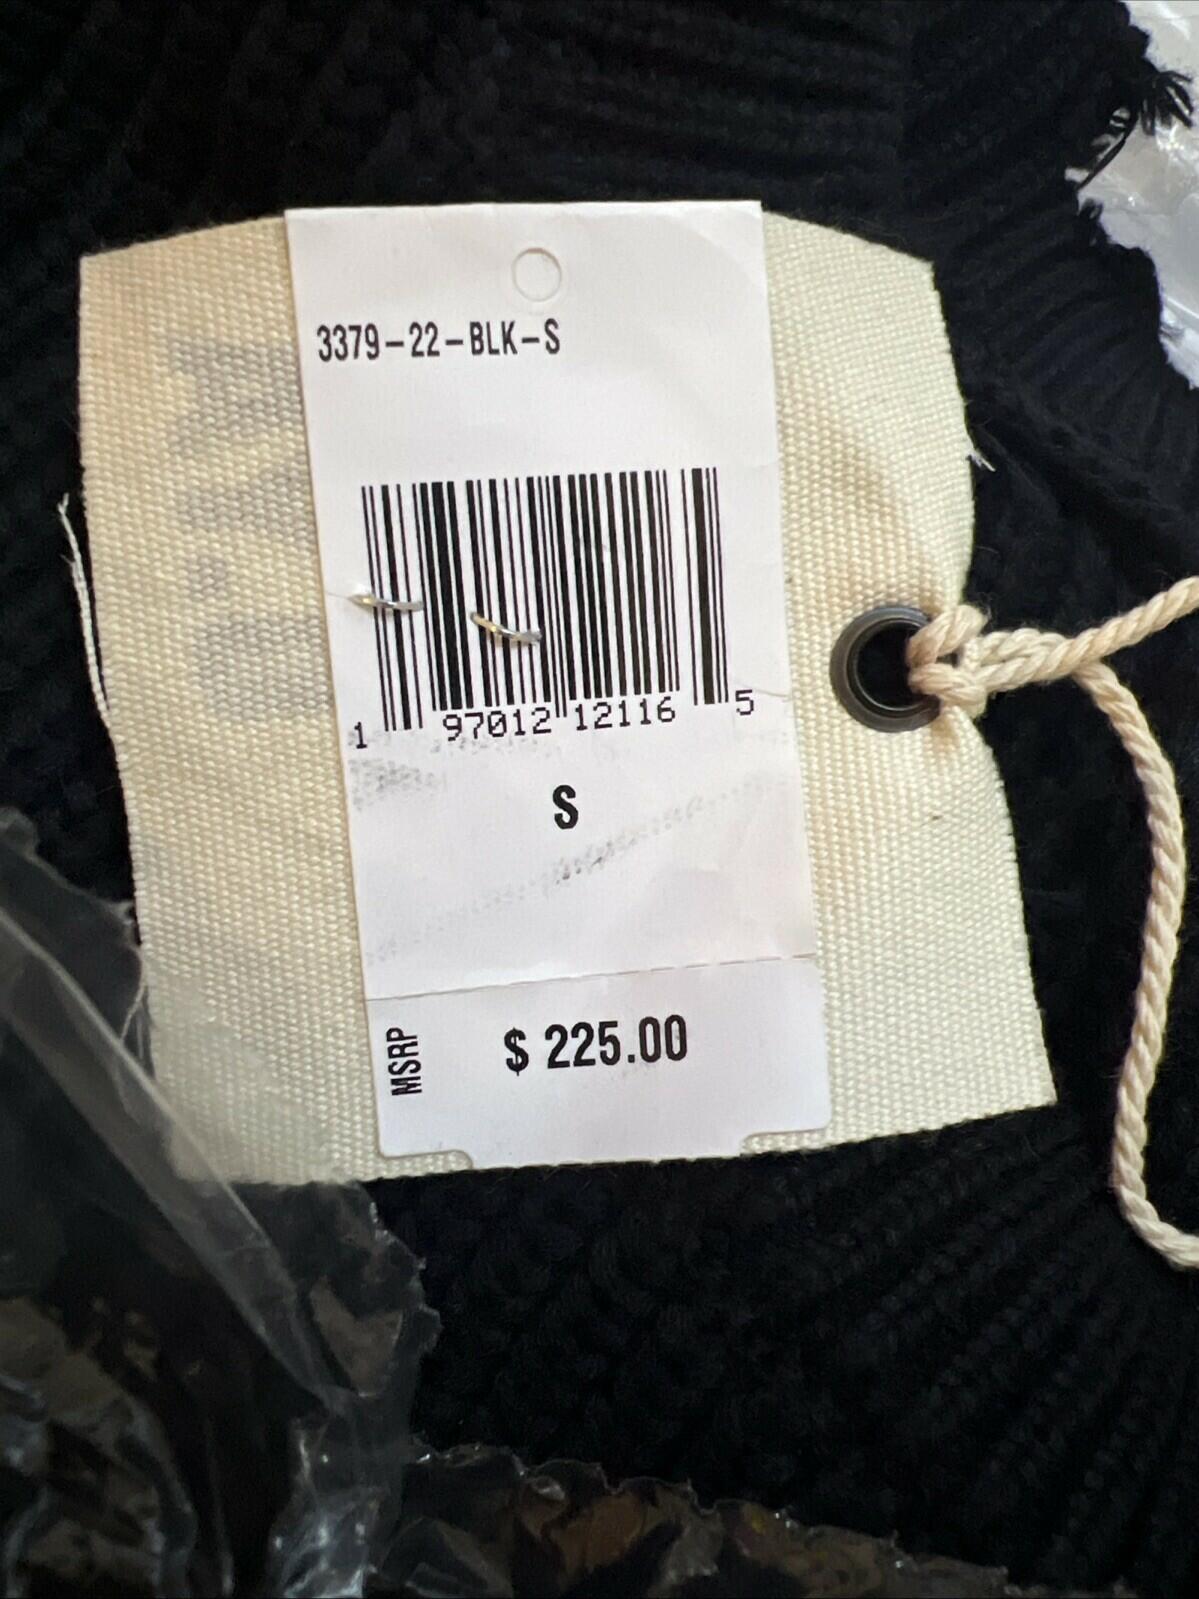 3379-22-BLK-S
1 97012 12116 5
S
MSRP $ 225.00